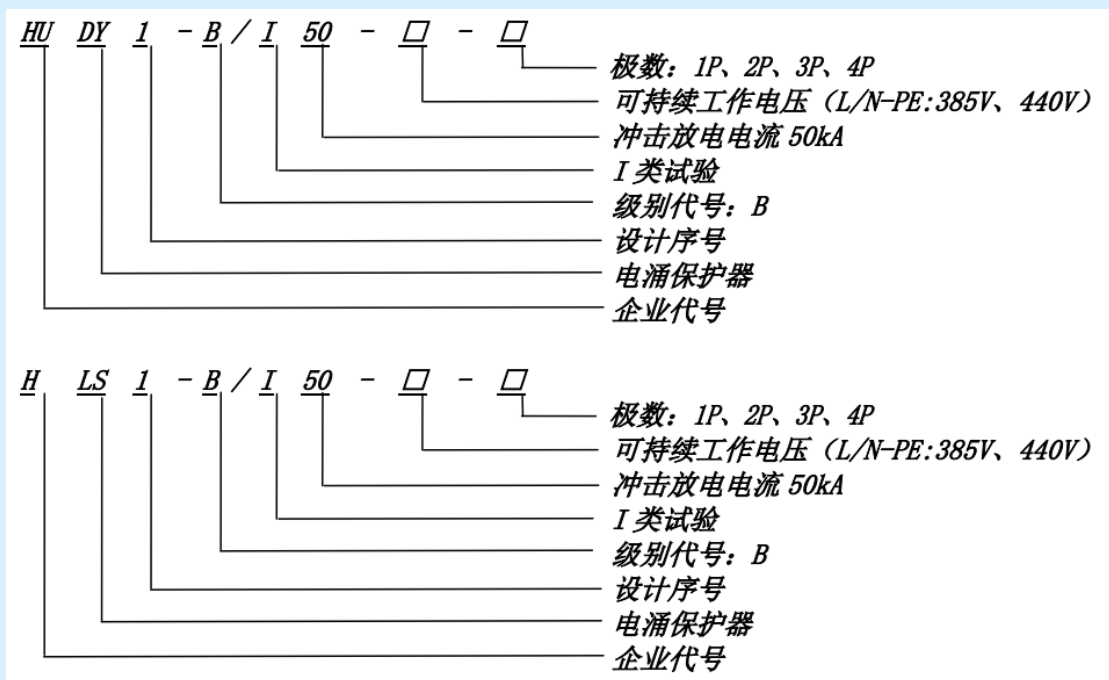 HU DY 1 - B / I 50 - □ - □
极数：1P、2P、3P、4P
可持续工作电压（L/N-PE:385V、440V）
冲击放电电流 50kA
I 类试验
级别代号：B
设计序号
电涌保护器
企业代号
H LS 1 - B / I 50 - □ - □
极数：1P、2P、3P、4P
可持续工作电压（L/N-PE:385V、440V）
冲击放电电流 50kA
I 类试验
级别代号：B
设计序号
电涌保护器
企业代号